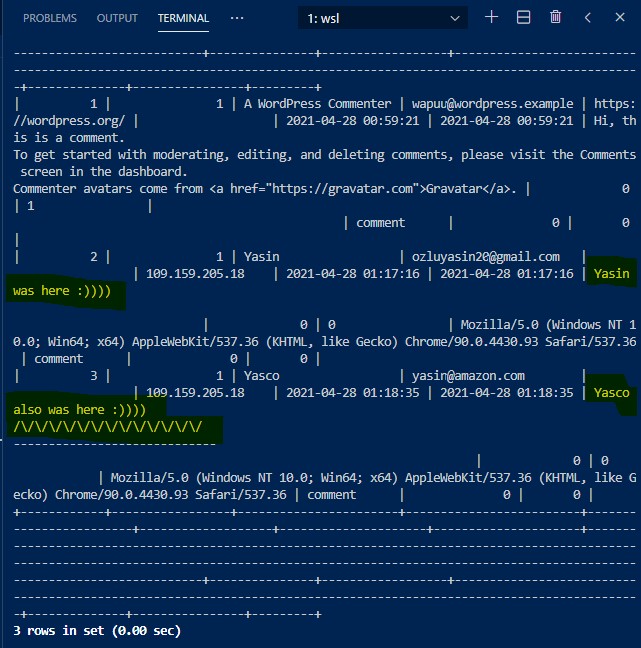 PROBLEMS OUTPUT TERMINAL ··· 1: wsl
------------------------+-------------+----------------+-----------------------
-------------------------------------------------------------------------------
-+-------------+--------------+---------+
| 1 | 1 | A WordPress Commenter | wapuu@wordpress.example | https:
//wordpress.org/ | | 2021-04-28 00:59:21 | 2021-04-28 00:59:21 | Hi, th
is is a comment.
To get started with moderating, editing, and deleting comments, please visit the Comments
screen in the dashboard.
Commenter avatars come from <a href="https://gravatar.com">Gravatar</a>. | 0
| 1 |
| comment | 0 | 0
|
| 2 | 1 | Yasin | ozluyasin20@gmail.com |
| 109.159.205.18 | 2021-04-28 01:17:16 | 2021-04-28 01:17:16 | Yasin
was here :))))
| 0 | 0 | Mozilla/5.0 (Windows NT 1
0.0; Win64; x64) AppleWebKit/537.36 (KHTML, like Gecko) Chrome/90.0.4430.93 Safari/537.36
| comment | 0 | 0 |
| 3 | 1 | Yasco | yasin@amazon.com |
| 109.159.205.18 | 2021-04-28 01:18:35 | 2021-04-28 01:18:35 | Yasco
also was here :))))
/\/\/\/\/\/\/\/\/\/\/\/\/\/
-----------------------------
| 0 | 0
| Mozilla/5.0 (Windows NT 10.0; Win64; x64) AppleWebKit/537.36 (KHTML, like G
ecko) Chrome/90.0.4430.93 Safari/537.36 | comment | 0 | 0 |
+------------+-----------------+--------------------+-------------------------+
-----------------+--------------+---------------------+-----------------------
-------------------------------------------------------------------------------
-------------------------------------------------------------------------------
------------------------+-------------+----------------+-----------------------
-------------------------------------------------------------------------------
-+-------------+--------------+---------+
3 rows in set (0.00 sec)